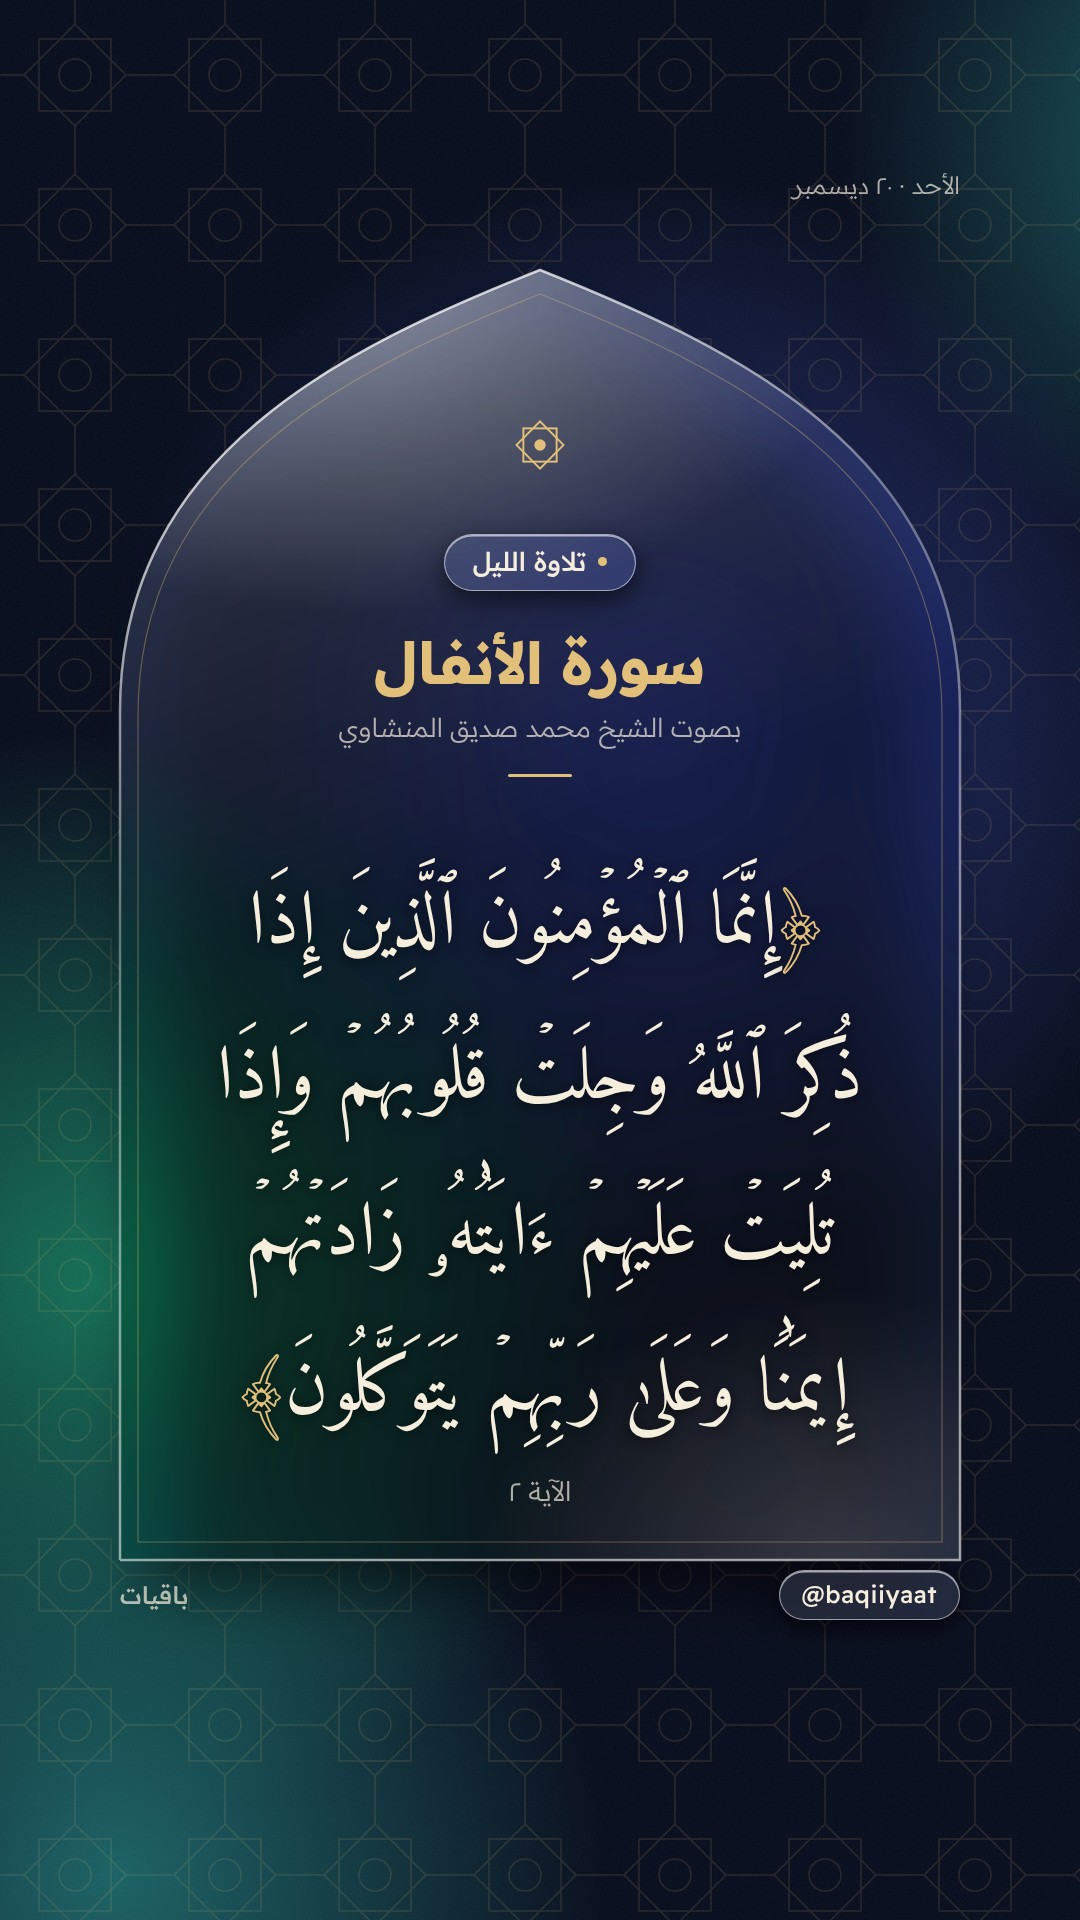 الأحد · ٢٠ ديسمبر
تلاوة الليل
سورة الأنفال
بصوت الشيخ محمد صديق المنشاوي
﴿إِنَّمَا ٱلۡمُؤۡمِنُونَ ٱلَّذِينَ إِذَا
ذُكِرَ ٱللَّهُ وَجِلَتۡ قُلُوبُهُمۡ وَإِذَا
تُلِيَتۡ عَلَيۡهِمۡ ءَايَٰتُهُۥ زَادَتۡهُمۡ
إِيمَٰنٗا وَعَلَىٰ رَبِّهِمۡ يَتَوَكَّلُونَ﴾
الآية ٢
@baqiiyaat
باقيات